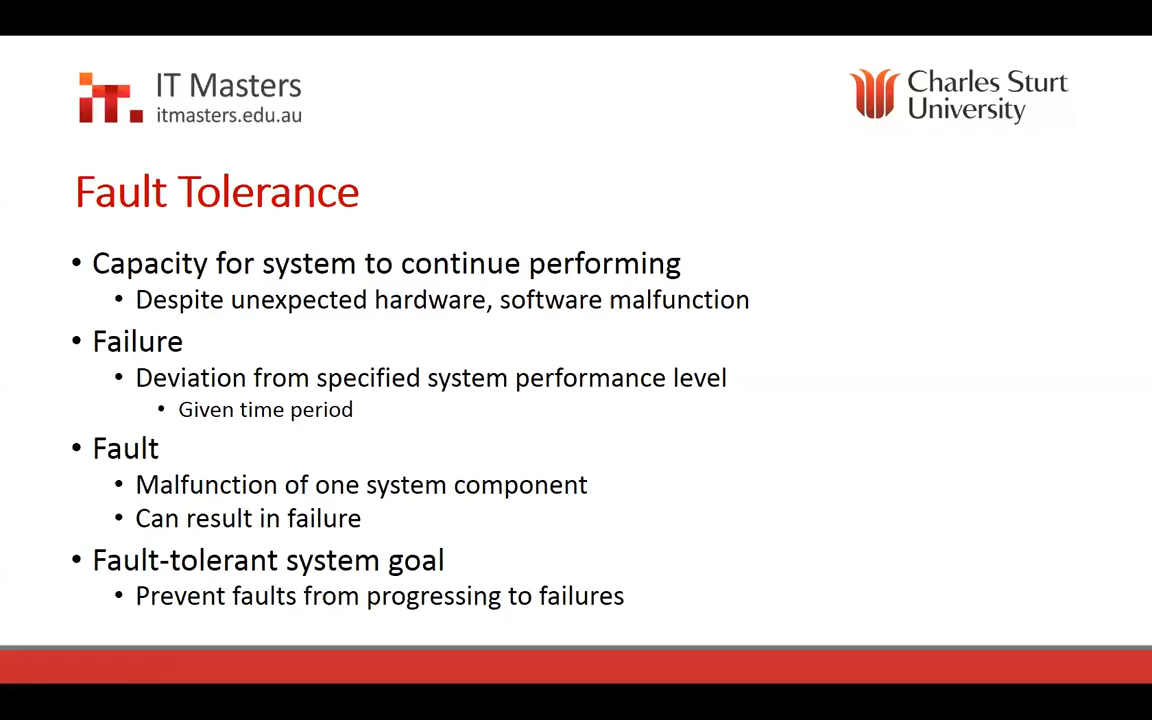 IT Masters
itmasters.edu.au
Charles Sturt
University
Fault Tolerance
• Capacity for system to continue performing
• Despite unexpected hardware, software malfunction
• Failure
• Deviation from specified system performance level
• Given time period
• Fault
• Malfunction of one system component
• Can result in failure
• Fault-tolerant system goal
• Prevent faults from progressing to failures